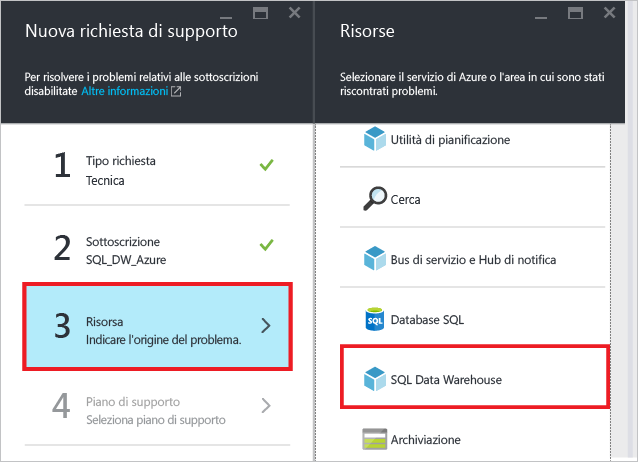 Nuova richiesta di supporto
Per risolvere i problemi relativi alle sottoscrizioni
disabilitate Altre informazioni
1
Tipo richiesta
Tecnica
2
Sottoscrizione
SQL_DW_Azure
3
Risorsa
Indicare l'origine del problema.
4
Piano di supporto
Seleziona piano di supporto
Risorse
Selezionare il servizio di Azure o l'area in cui sono stati
riscontrati problemi.
Utilità di pianificazione
Cerca
Bus di servizio e Hub di notifica
SQL
Database SQL
SQL Data Warehouse
Archiviazione